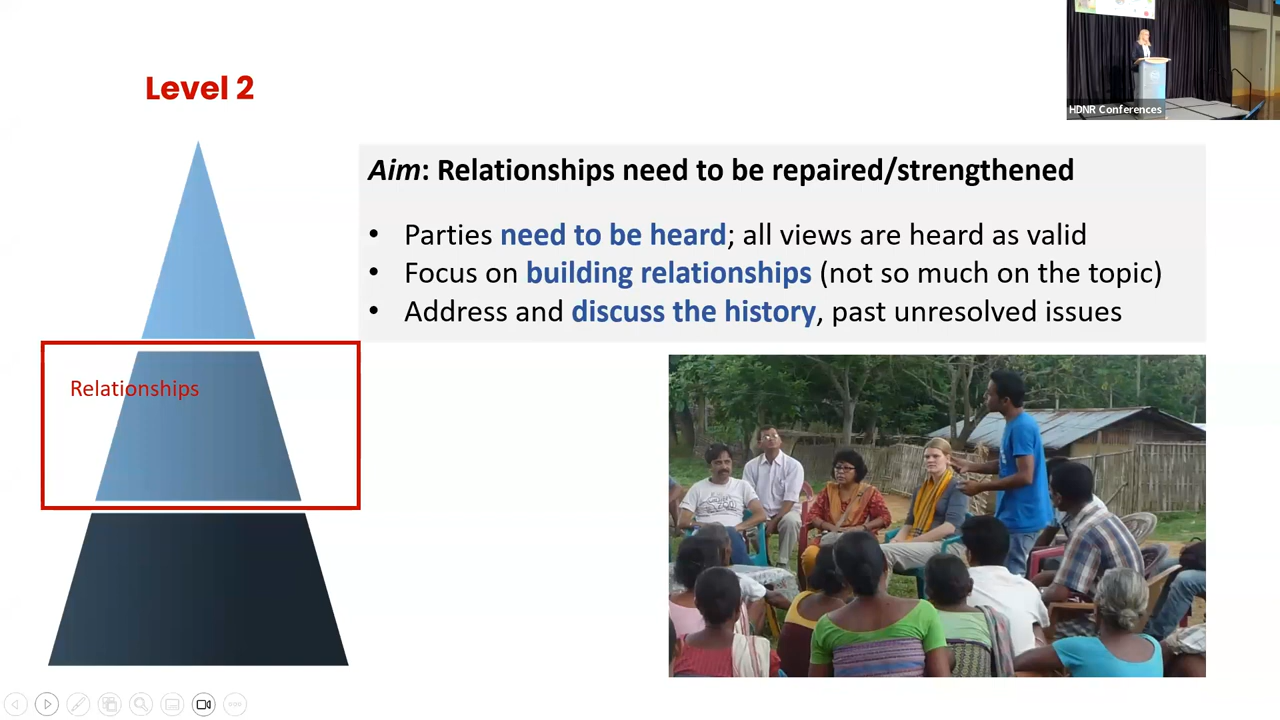 HDNR Conferences
Level 2
Aim: Relationships need to be repaired/strengthened
• Parties need to be heard; all views are heard as valid
• Focus on building relationships (not so much on the topic)
• Address and discuss the history, past unresolved issues
Relationships